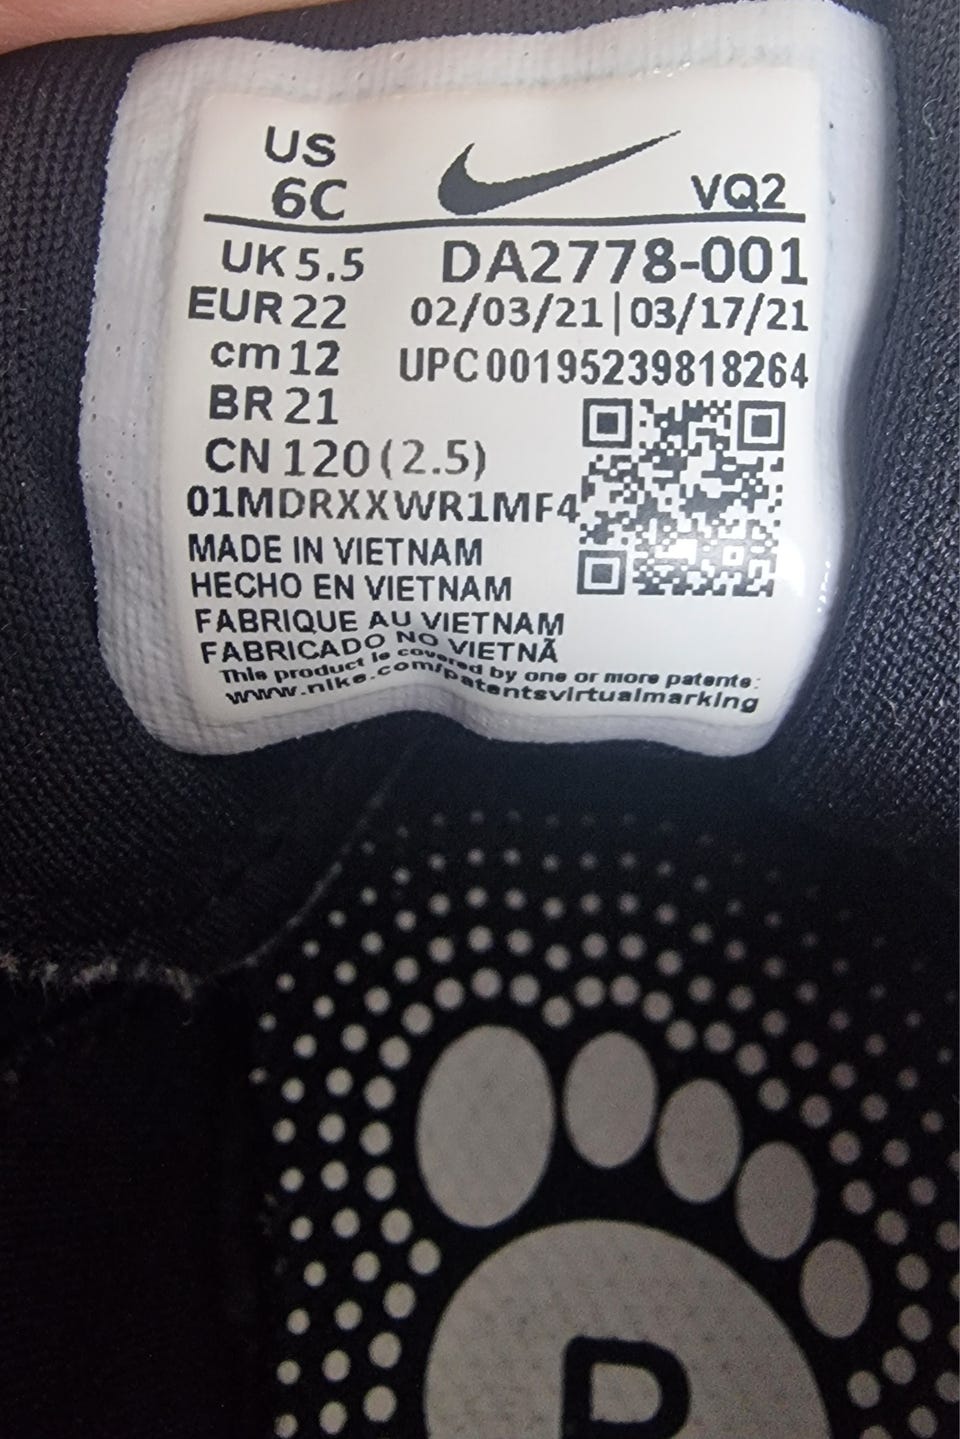 US
6C
VQ2
UK 5.5
DA2778-001
EUR 22
02/03/21|03/17/21
cm 12
UPC 00195239818264
BR 21
CN 120 (2.5)
01MDRXXWR1MF4
MADE IN VIETNAM
HECHO EN VIETNAM
FABRIQUE AU VIETNAM
FABRICADO NO VIETNÃ
This product is covered by one or more patents:
www.nike.com/patentsvirtualmarking
R